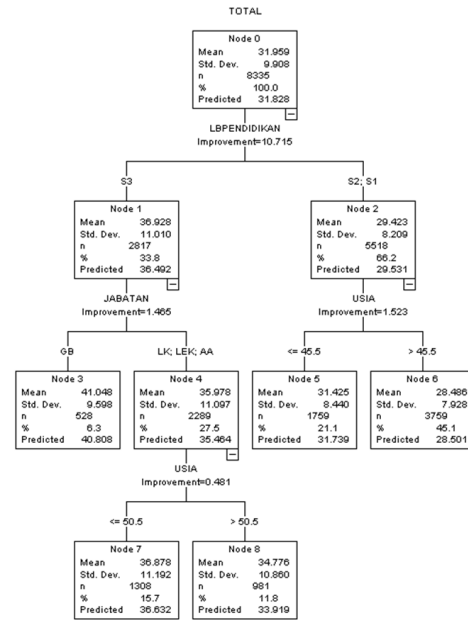 TOTAL
Node 0
Mean 31.959
Std. Dev. 9.908
n 8335
% 100.0
Predicted 31.828
LBPENDIDIKAN
Improvement=10.715
S3
S2; S1
Node 1
Mean 36.928
Std. Dev. 11.010
n 2817
% 33.8
Predicted 36.492
Node 2
Mean 29.423
Std. Dev. 8.209
n 5518
% 66.2
Predicted 29.531
JABATAN
Improvement=1.465
USIA
Improvement=1.523
GB
LK; LEK; AA
<= 45.5
> 45.5
Node 3
Mean 41.048
Std. Dev. 9.598
n 528
% 6.3
Predicted 40.808
Node 4
Mean 35.978
Std. Dev. 11.097
n 2289
% 27.5
Predicted 35.464
Node 5
Mean 31.425
Std. Dev. 8.440
n 1759
% 21.1
Predicted 31.739
Node 6
Mean 28.486
Std. Dev. 7.928
n 3759
% 45.1
Predicted 28.501
USIA
Improvement=0.481
<= 50.5
> 50.5
Node 7
Mean 36.878
Std. Dev. 11.192
n 1308
% 15.7
Predicted 36.632
Node 8
Mean 34.776
Std. Dev. 10.860
n 981
% 11.8
Predicted 33.919